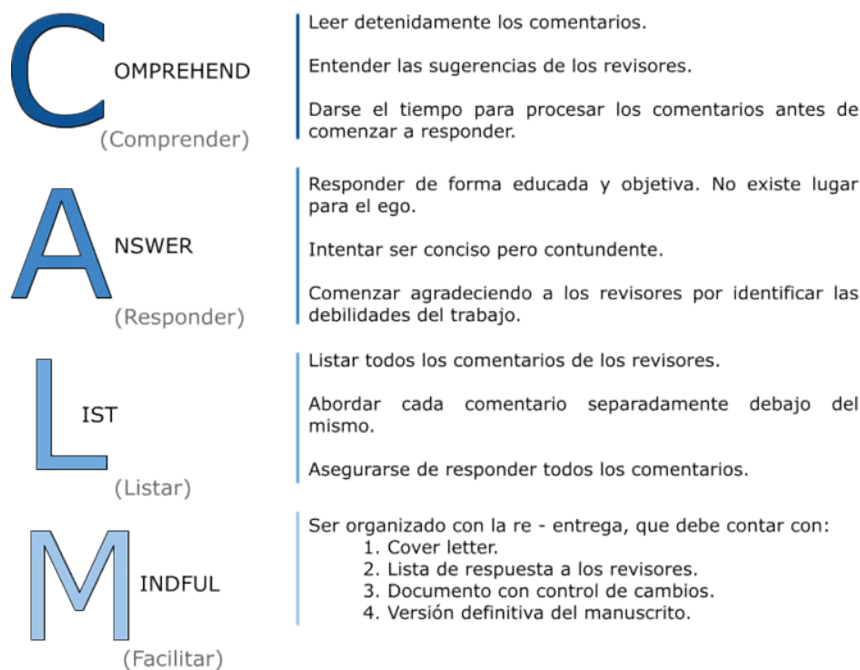 COMPREHEND
(Comprender)
Leer detenidamente los comentarios.
Entender las sugerencias de los revisores.
Darse el tiempo para procesar los comentarios antes de
comenzar a responder.
ANSWER
(Responder)
Responder de forma educada y objetiva. No existe lugar
para el ego.
Intentar ser conciso pero contundente.
Comenzar agradeciendo a los revisores por identificar las
debilidades del trabajo.
LIST
(Listar)
Listar todos los comentarios de los revisores.
Abordar cada comentario separadamente debajo del
mismo.
Asegurarse de responder todos los comentarios.
MINDFUL
(Facilitar)
Ser organizado con la re - entrega, que debe contar con:
1. Cover letter.
2. Lista de respuesta a los revisores.
3. Documento con control de cambios.
4. Versión definitiva del manuscrito.